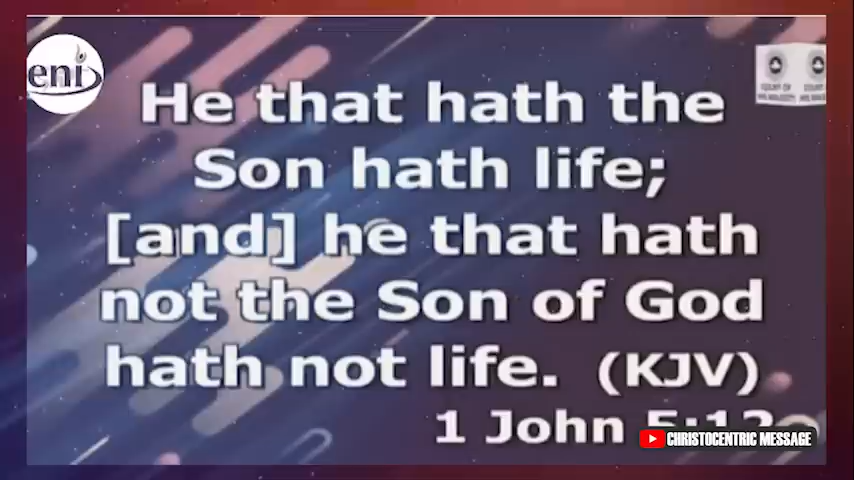 eni
He that hath the
Son hath life;
[and] he that hath
not the Son of God
hath not life. (KJV)
1 John 5:12
CHRISTOCENTRIC MESSAGE